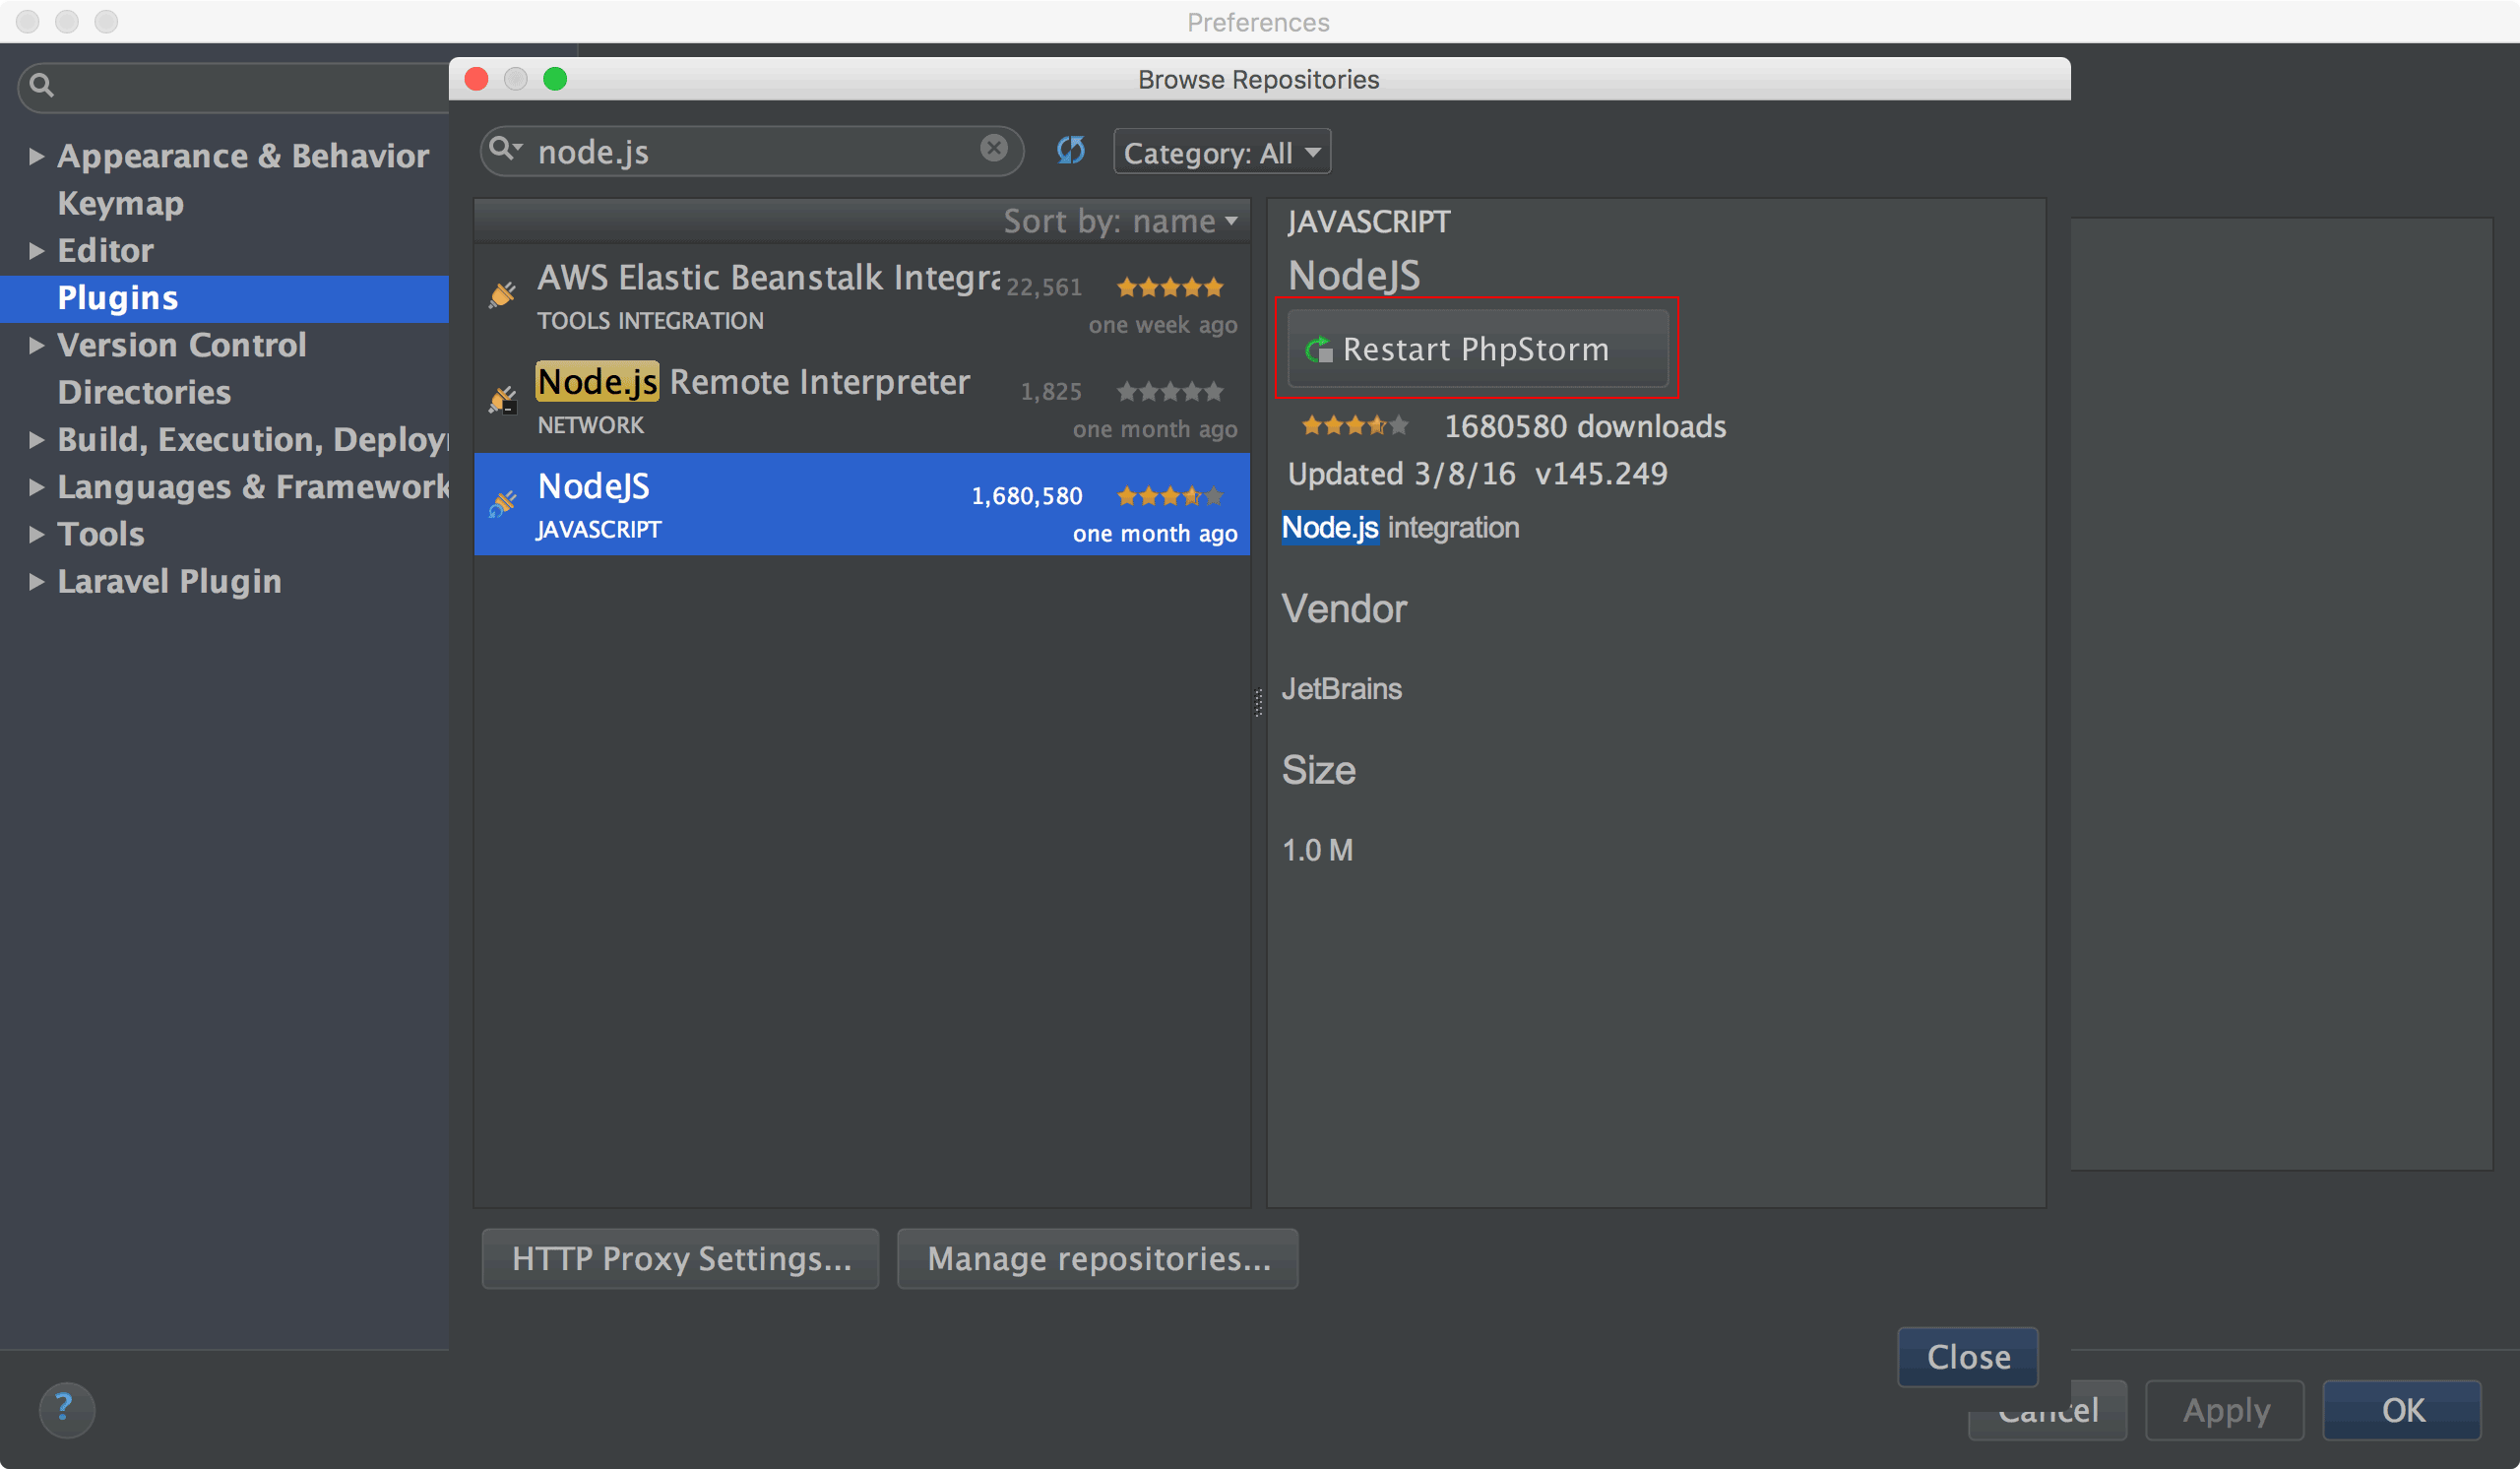 Preferences
Browse Repositories
Appearance & Behavior
Keymap
Editor
Plugins
Version Control
Directories
Build, Execution, Deploy
Languages & Framework
Tools
Laravel Plugin
node.js
Category: All
Sort by: name
AWS Elastic Beanstalk Integra 22,561
TOOLS INTEGRATION one week ago
Node.js Remote Interpreter 1,825
NETWORK one month ago
NodeJS 1,680,580
JAVASCRIPT one month ago
JAVASCRIPT
NodeJS
Restart PhpStorm
1680580 downloads
Updated 3/8/16 v145.249
Node.js integration
Vendor
JetBrains
Size
1.0 M
HTTP Proxy Settings...
Manage repositories...
Close
?
Cancel
Apply
OK